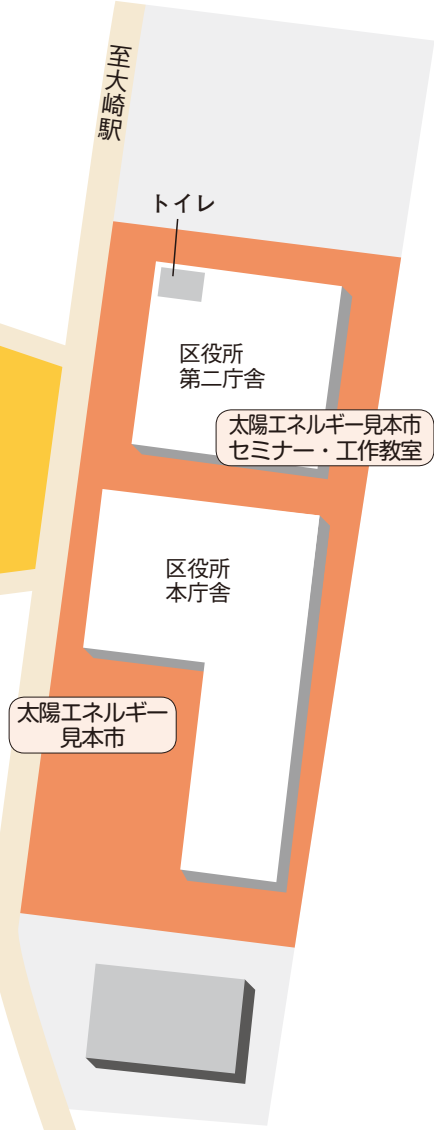 至大崎駅
トイレ
区役所
第二庁舎
太陽エネルギー見本市
セミナー・工作教室
区役所
本庁舎
太陽エネルギー
見本市